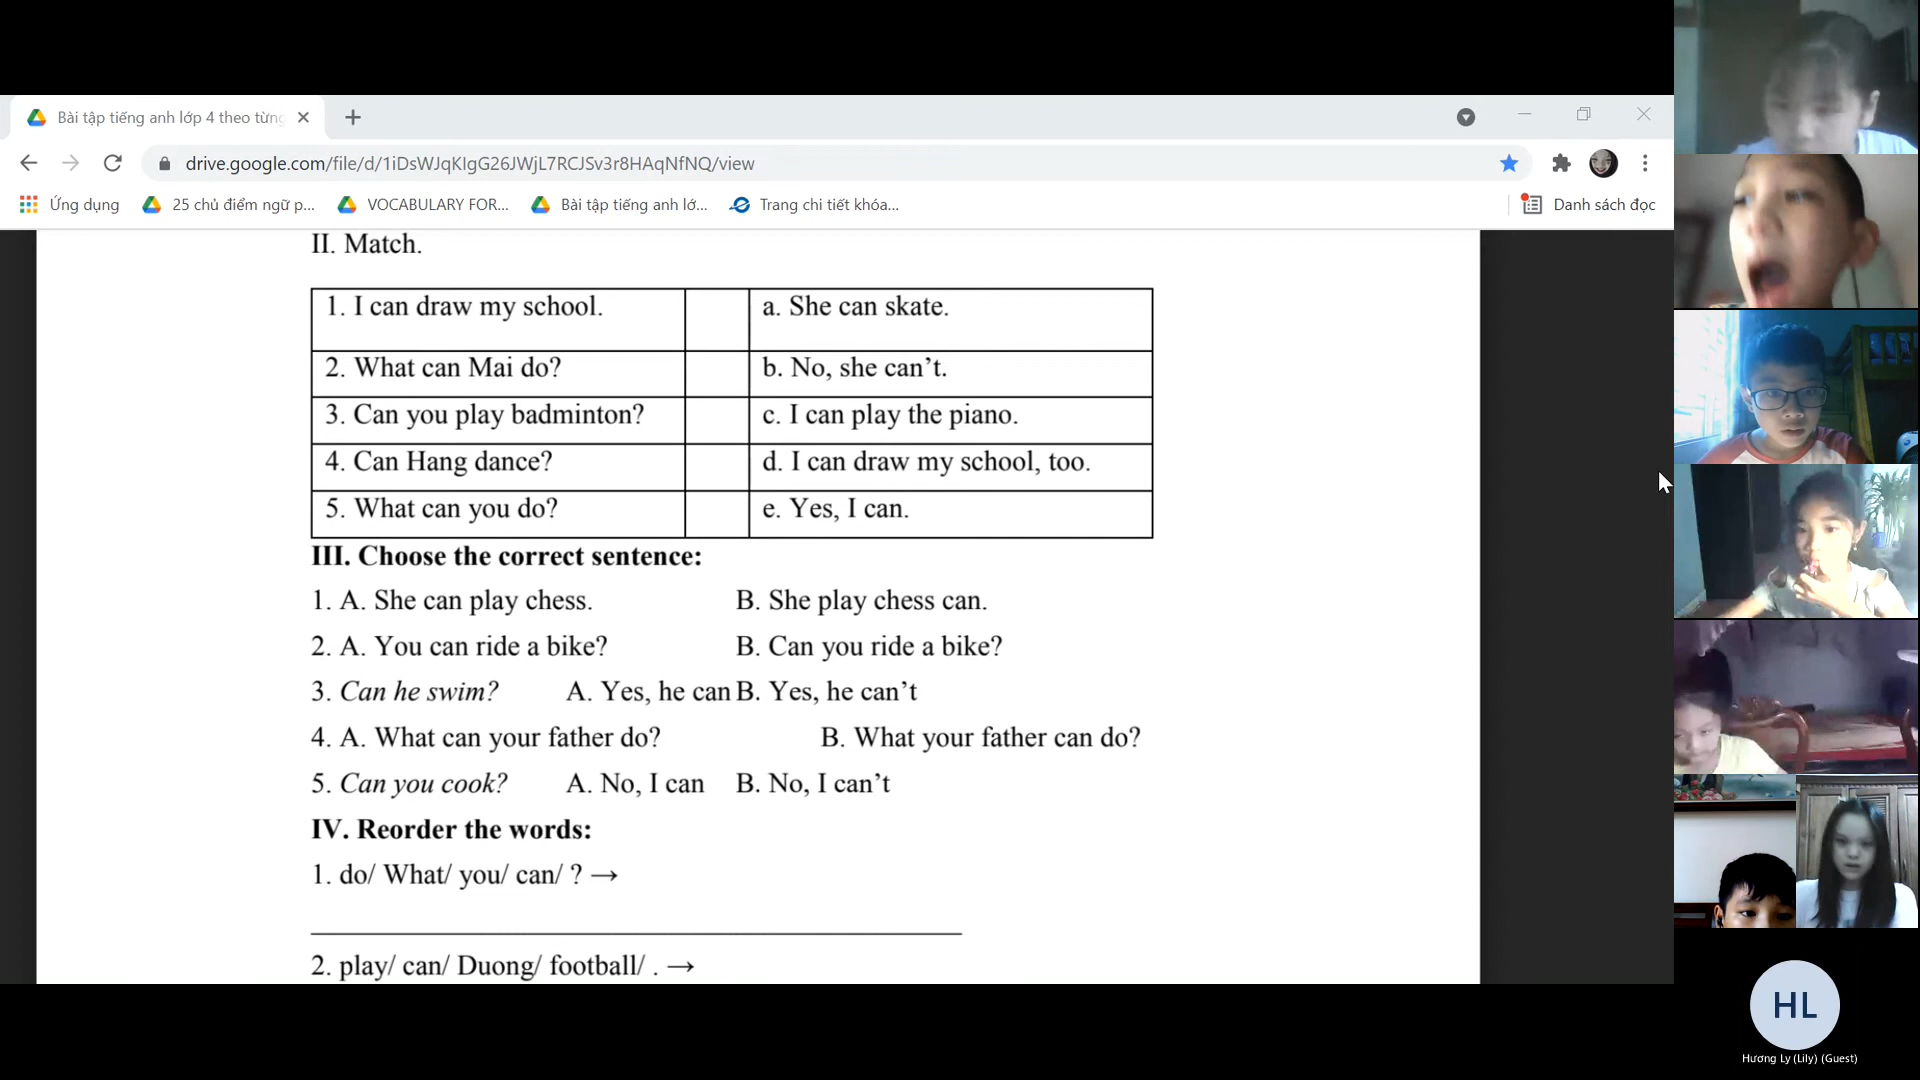 Bài tập tiếng anh lớp 4 theo từng
drive.google.com/file/d/1iDsWJqKIgG26JWjL7RCJSv3r8HAqNfNQ/view
Ứng dụng
25 chủ điểm ngữ p...
VOCABULARY FOR...
Bài tập tiếng anh lớ...
Trang chi tiết khóa...
Danh sách đọc
II. Match.
1. I can draw my school. a. She can skate.
2. What can Mai do? b. No, she can’t.
3. Can you play badminton? c. I can play the piano.
4. Can Hang dance? d. I can draw my school, too.
5. What can you do? e. Yes, I can.
III. Choose the correct sentence:
1. A. She can play chess. B. She play chess can.
2. A. You can ride a bike? B. Can you ride a bike?
3. Can he swim? A. Yes, he can B. Yes, he can’t
4. A. What can your father do? B. What your father can do?
5. Can you cook? A. No, I can B. No, I can’t
IV. Reorder the words:
1. do/ What/ you/ can/ ? →
2. play/ can/ Duong/ football/ . →
HL
Hương Ly (Lily) (Guest)